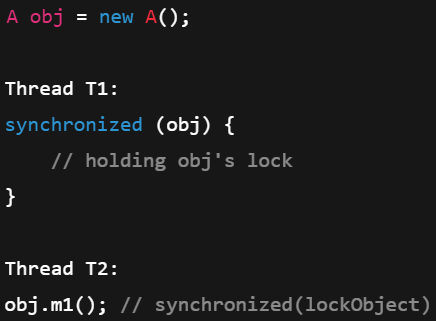 A obj = new A();
Thread T1:
synchronized (obj) {
    // holding obj's lock
}
Thread T2:
obj.m1(); // synchronized(lockObject)